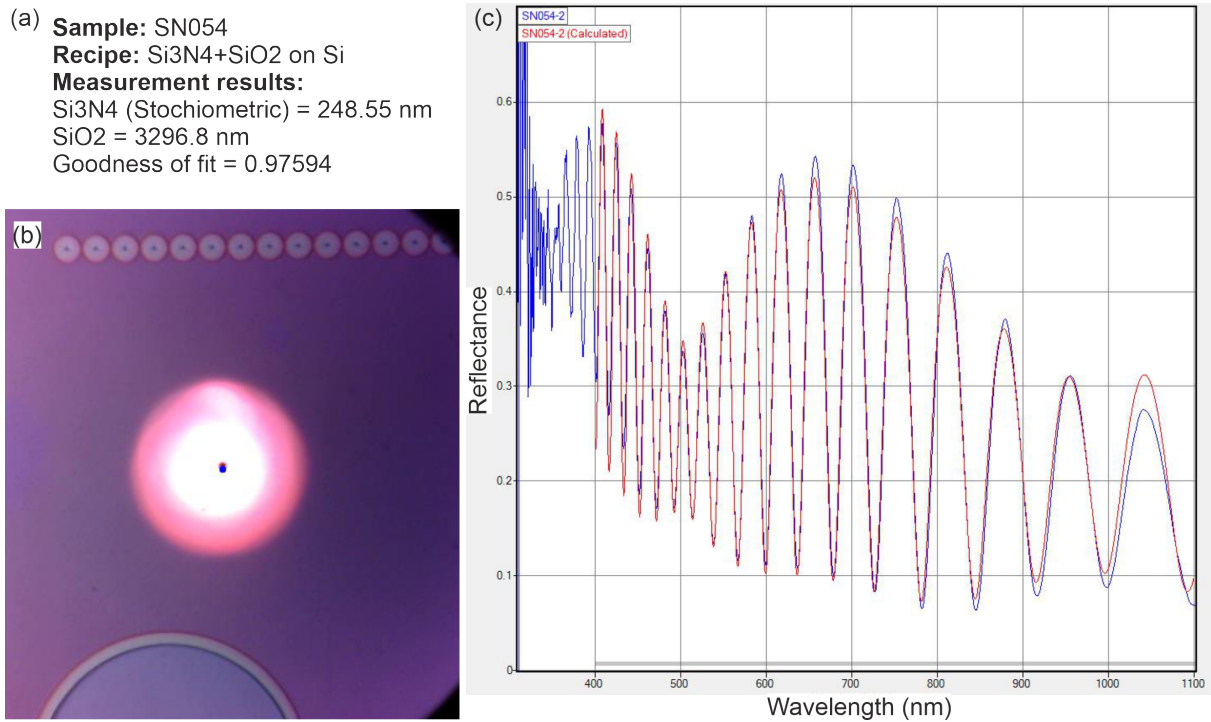 (a)
Sample: SN054
Recipe: Si3N4+SiO2 on Si
Measurement results:
Si3N4 (Stochiometric) = 248.55 nm
SiO2 = 3296.8 nm
Goodness of fit = 0.97594
(b)
(c)
SN054-2
SN054-2 (Calculated)
Reflectance
0.6
0.5
0.4
0.3
0.2
0.1
0
400 500 600 700 800 900 1000 1100
Wavelength (nm)